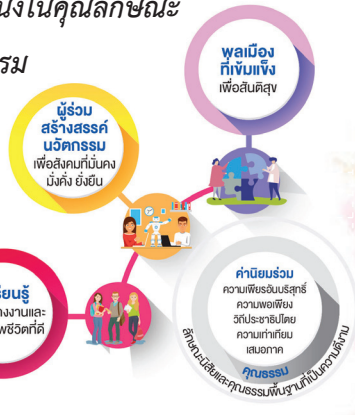 นึ่งในคุณลักษณะ
รม
พลเมือง
ที่เข้มแข็ง
เพื่อสันติสุข
ผู้ร่วม
สร้างสรรค์
นวัตกรรม
เพื่อสังคมที่มั่นคง
มั่งคั่ง ยั่งยืน
รียนรู้
างงานและ
พชีวิตที่ดี
ค่านิยมร่วม
ความเพียรอันบริสุทธิ์
ความพอเพียง
วิถีประชาธิปไตย
ความเท่าเทียม
เสมอภาค
คุณธรรม
ลักษณะนิสัยและคุณธรรมพื้นฐานที่เป็นความดีงาม